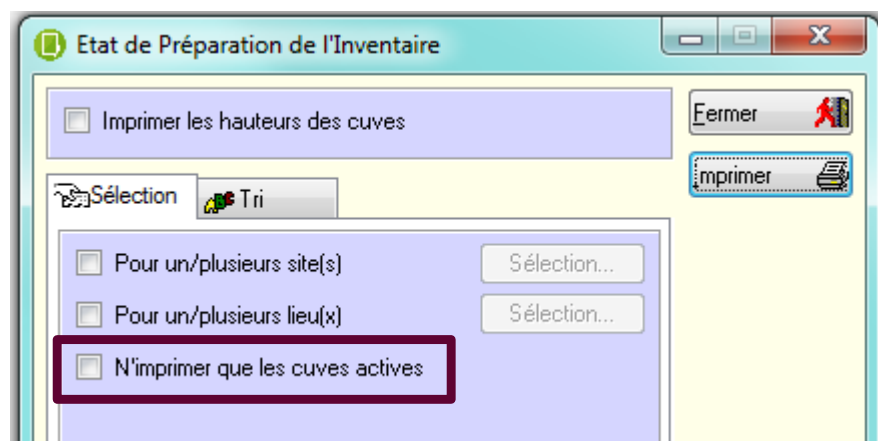 Etat de Préparation de l'Inventaire
Imprimer les hauteurs des cuves
Fermer
Imprimer
Sélection
Tri
Pour un/plusieurs site(s)
Sélection...
Pour un/plusieurs lieu(x)
Sélection...
N'imprimer que les cuves actives